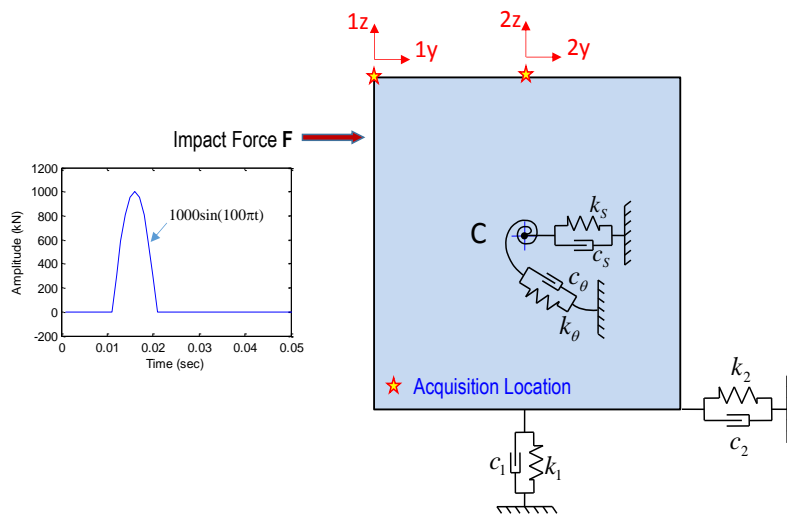 1z
1y
2z
2y
Impact Force F
1200
1000
800
600
400
200
0
-200
Amplitude (kN)
1000sin(100πt)
0
0.01
0.02
0.03
0.04
0.05
Time (sec)
C
k_S
c_S
c_θ
k_θ
Acquisition Location
k_2
c_2
c_1
k_1